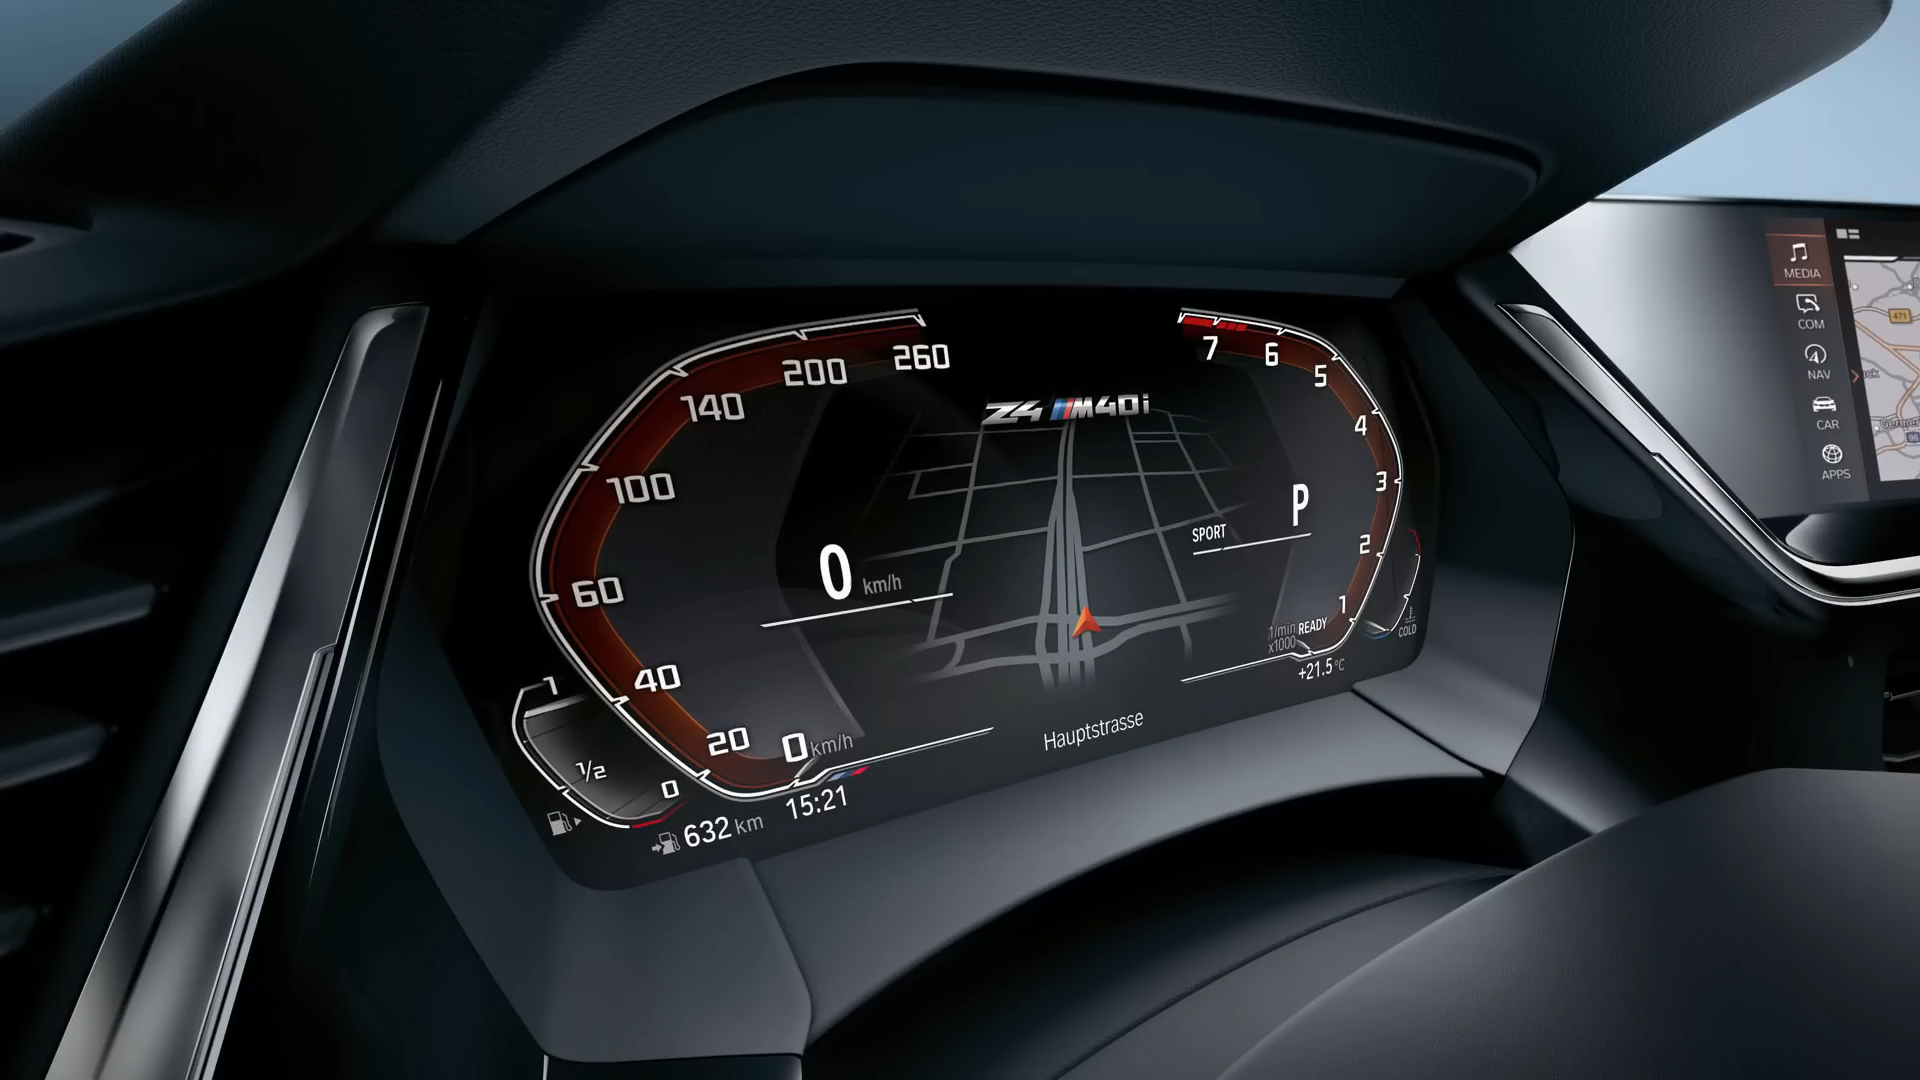 260
200
140
100
60
40
20
0 km/h
Z4 M40i
0 km/h
7
6
5
4
3
2
1
P
SPORT
1/min
x1000
READY
+21.5 °C
COLD
1
1/2
0
632 km
15:21
Hauptstrasse
MEDIA
COM
NAV
CAR
APPS
471